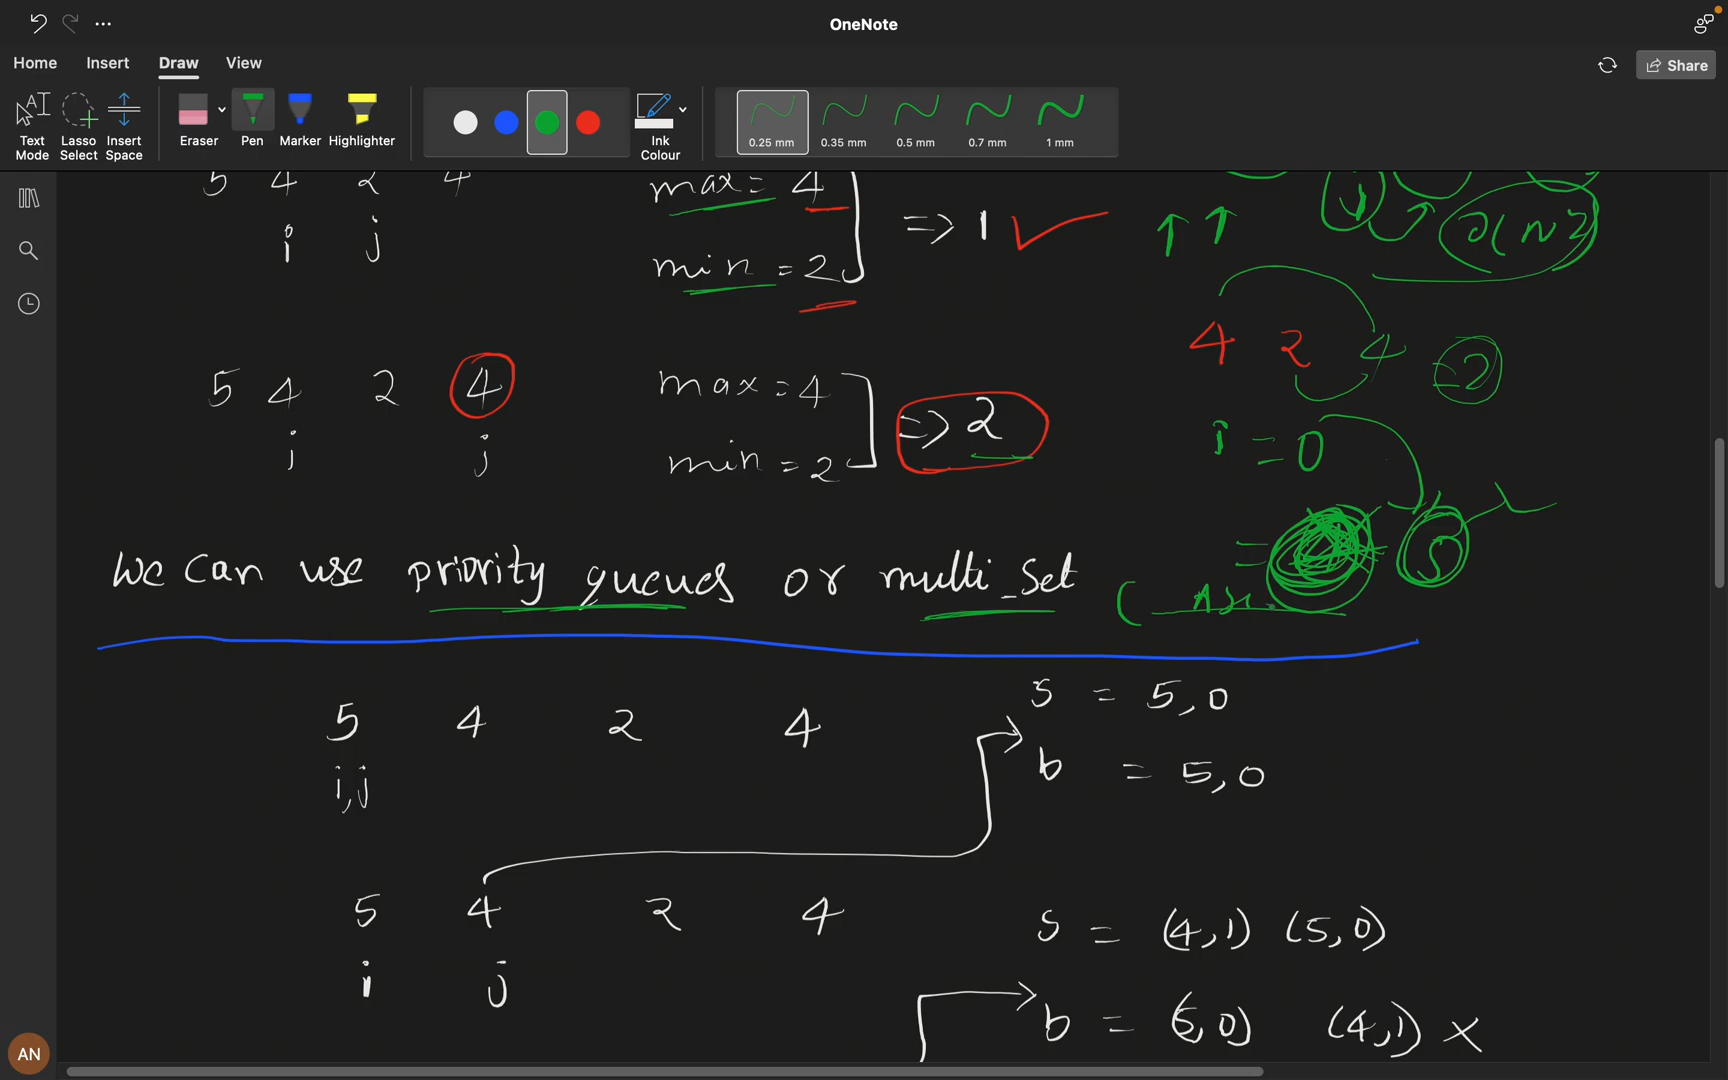 OneNote
Home Insert Draw View
Share
Text Mode
Lasso Select
Insert Space
Eraser
Pen
Marker
Highlighter
Ink Colour
0.25 mm
0.35 mm
0.5 mm
0.7 mm
1 mm
5 4 2 4
max = 4
i j
=> 1
min = 2
O(N2)
4 2 4 = 2
5 4 2 4
max = 4
i j
min = 2
=> 2
i = 0
= 5
We can use priority queues or multi_set (
5 4 2 4
s = 5,0
i,j
b = 5,0
5 4 2 4
s = (4,1) (5,0)
i j
b = (5,0) (4,1) x
AN